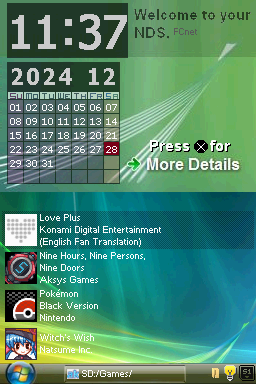 11:37
Welcome to your
NDS, PCnet
2024 12
SU MO TU WE TH FR SA
01 02 03 04 05 06 07
08 09 10 11 12 13 14
15 16 17 18 19 20 21
22 23 24 25 26 27 28
29 30 31
Press X for
More Details
Love Plus
Konami Digital Entertainment
(English Fan Translation)
Nine Hours, Nine Persons,
Nine Doors
Aksys Games
Pokémon
Black Version
Nintendo
Witch's Wish
Natsume Inc.
SD:/Games/
S1